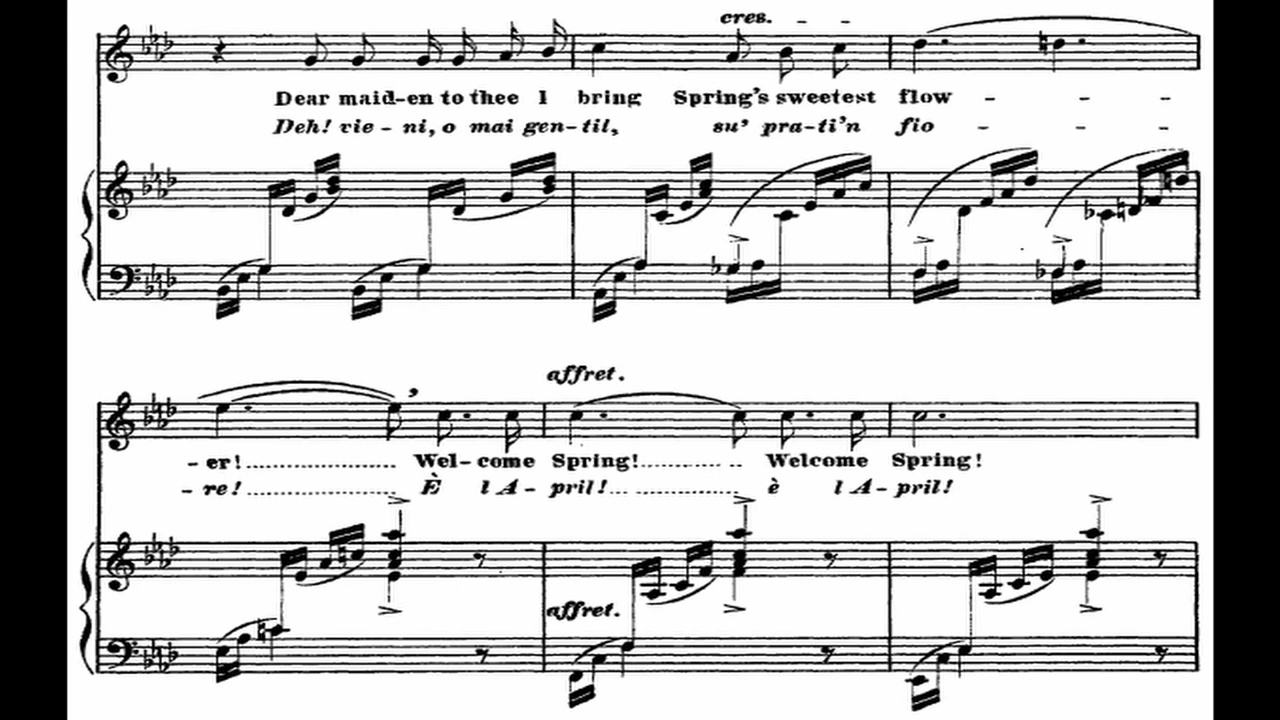 cres. - -
Dear maid-en to thee I bring Spring's sweetest flow - - -
Deh! vie - ni, o mai gen-til, su' pra-ti'n fio - - -
affret.
-er!.................... Wel-come Spring!........... .. Welcome Spring!
-re!.................... È l A - pril!... ............. è l A - pril!
affret.